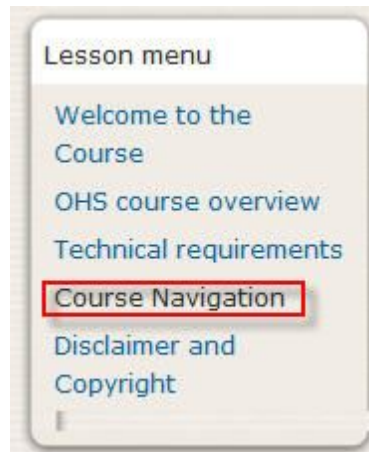 Lesson menu
Welcome to the
Course
OHS course overview
Technical requirements
Course Navigation
Disclaimer and
Copyright